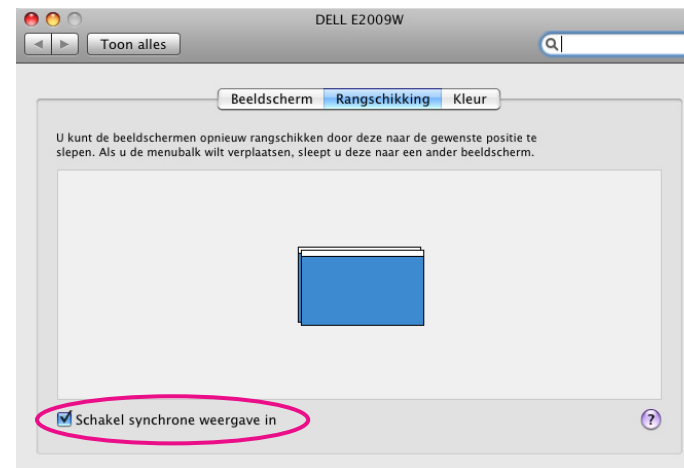 DELL E2009W
Toon alles
Beeldscherm Rangschikking Kleur
U kunt de beeldschermen opnieuw rangschikken door deze naar de gewenste positie te
slepen. Als u de menubalk wilt verplaatsen, sleept u deze naar een ander beeldscherm.
Schakel synchrone weergave in
?